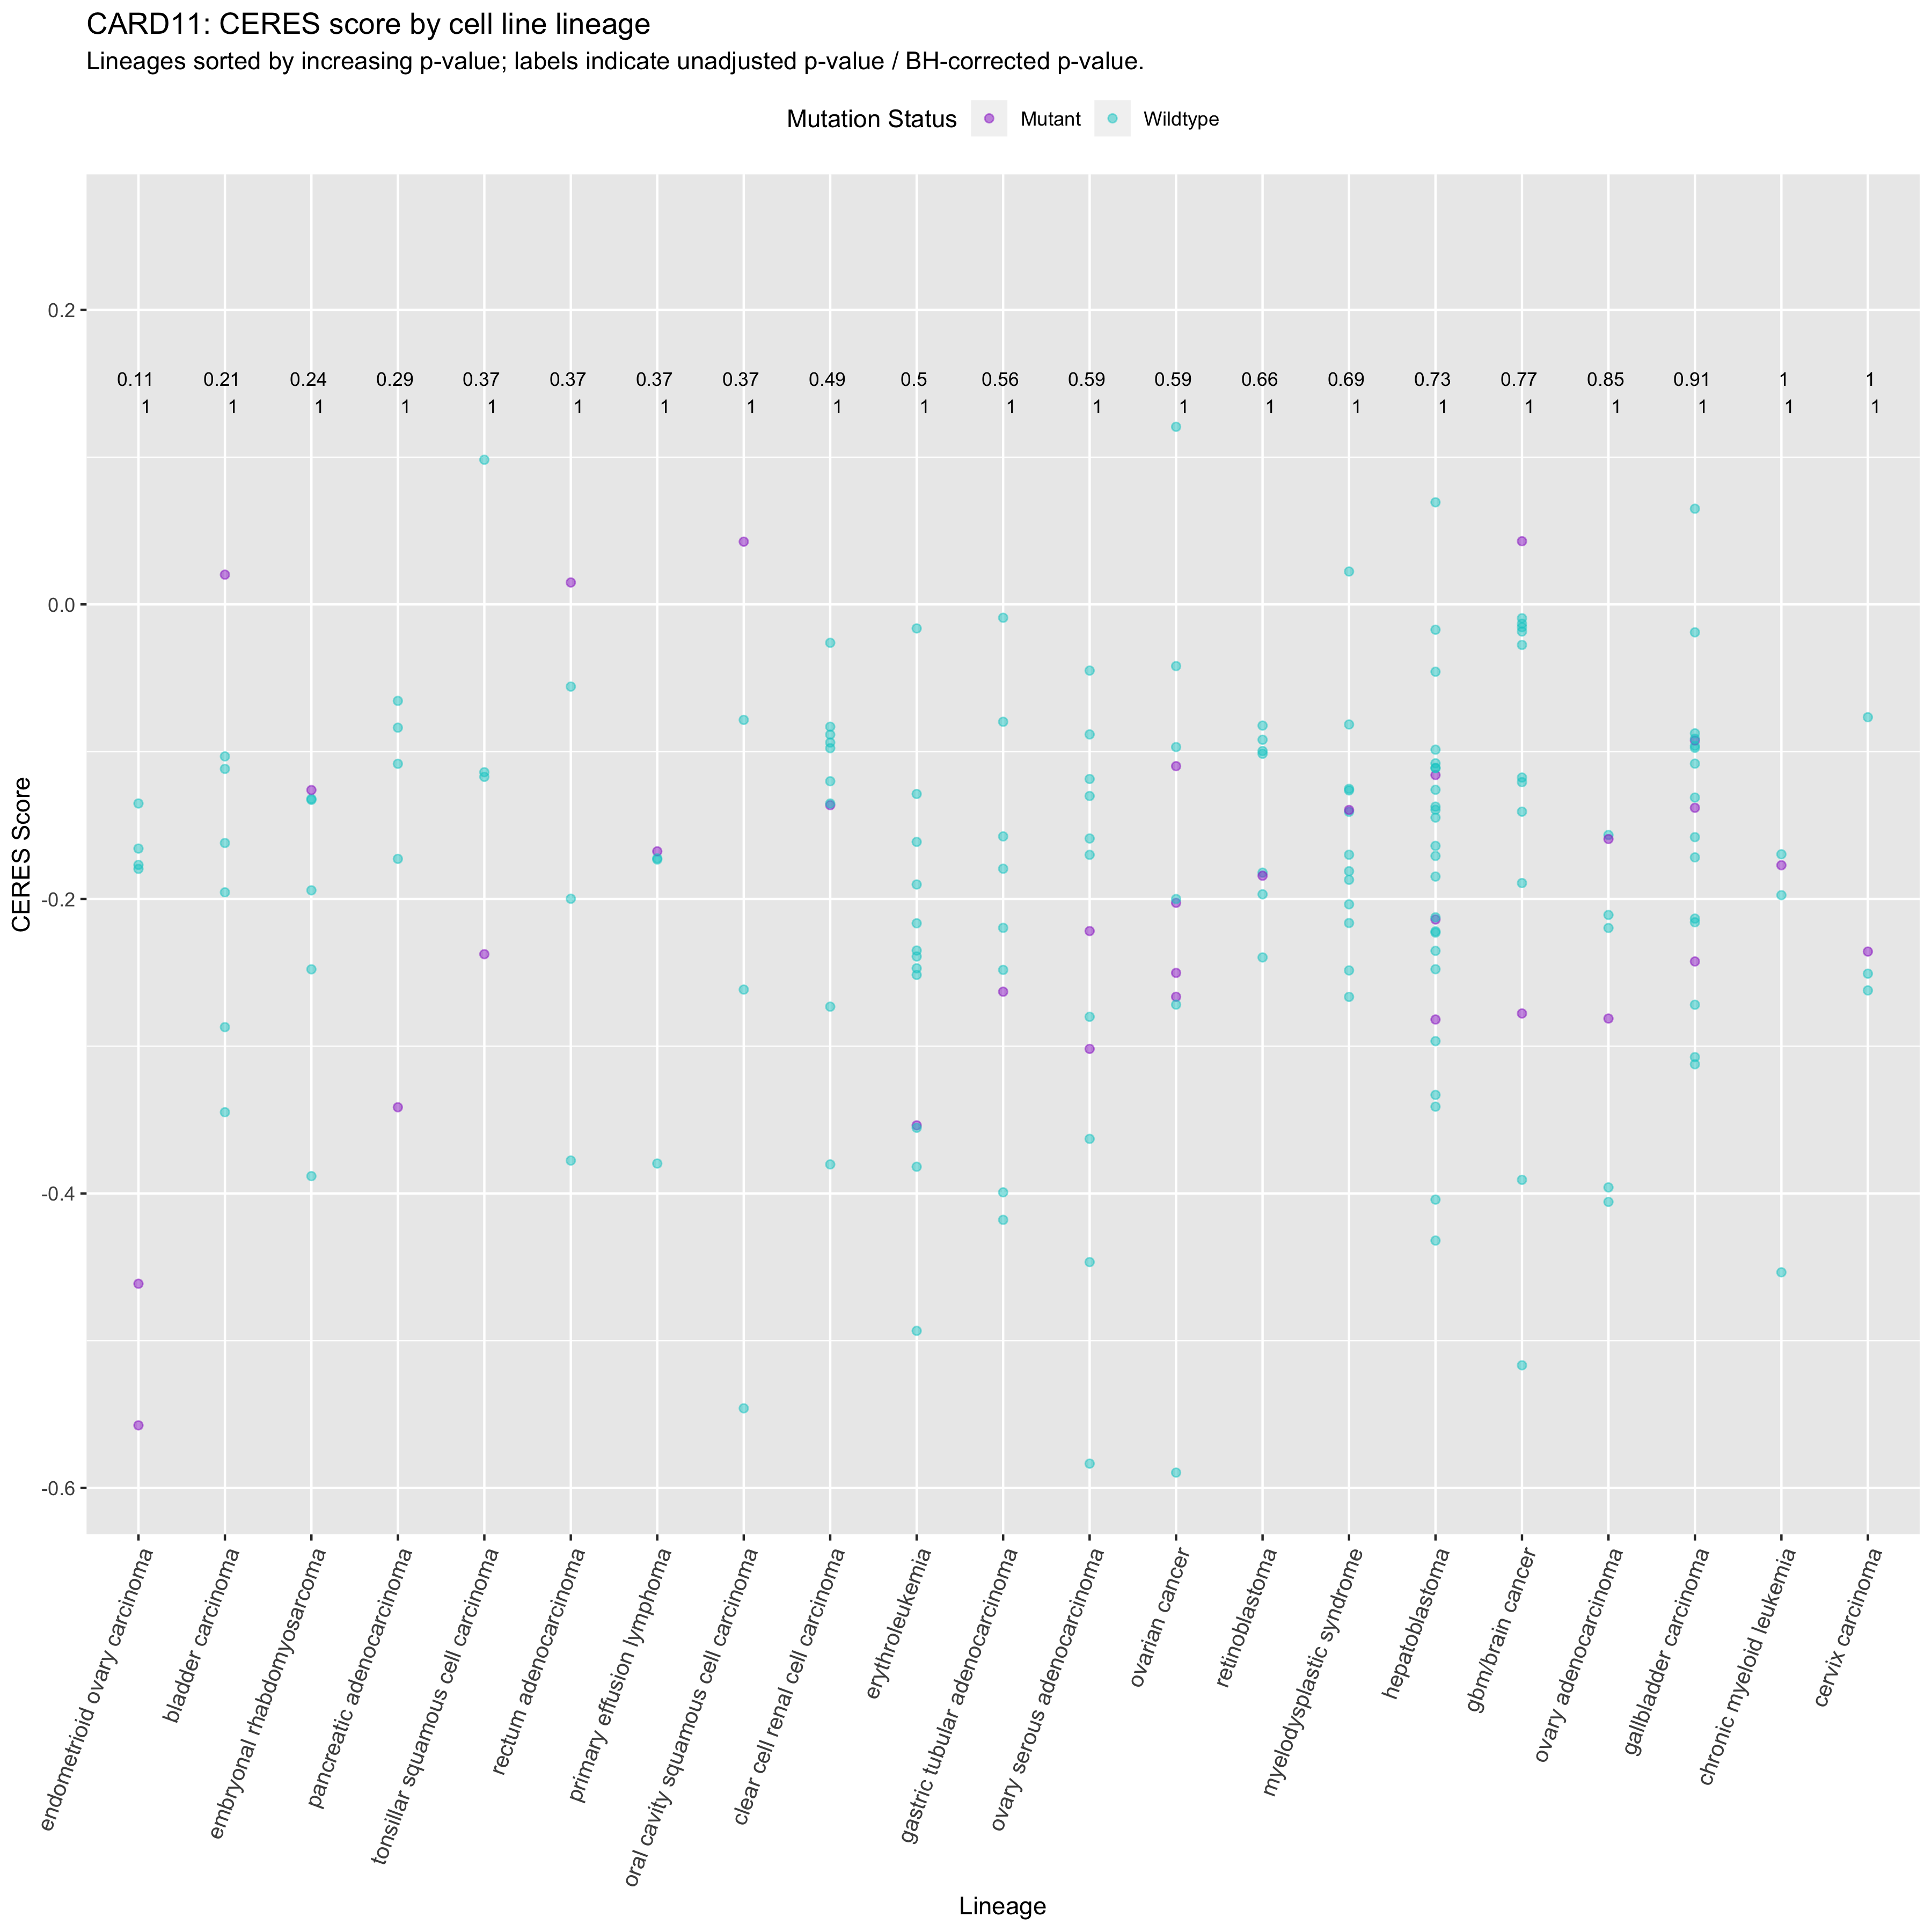 CARD11: CERES score by cell line lineage
Lineages sorted by increasing p-value; labels indicate unadjusted p-value / BH-corrected p-value.
Mutation Status Mutant Wildtype
0.2
0.11 0.21 0.24 0.29 0.37 0.37 0.37 0.37 0.49 0.5 0.56 0.59 0.59 0.66 0.69 0.73 0.77 0.85 0.91 1 1
1 1 1 1 1 1 1 1 1 1 1 1 1 1 1 1 1 1 1 1 1
0.0
-0.2
-0.4
-0.6
CERES Score
endometrioid ovary carcinoma
bladder carcinoma
embryonal rhabdomyosarcoma
pancreatic adenocarcinoma
tonsillar squamous cell carcinoma
rectum adenocarcinoma
primary effusion lymphoma
oral cavity squamous cell carcinoma
clear cell renal cell carcinoma
erythroleukemia
gastric tubular adenocarcinoma
ovary serous adenocarcinoma
ovarian cancer
retinoblastoma
myelodysplastic syndrome
hepatoblastoma
gbm/brain cancer
ovary adenocarcinoma
gallbladder carcinoma
chronic myeloid leukemia
cervix carcinoma
Lineage